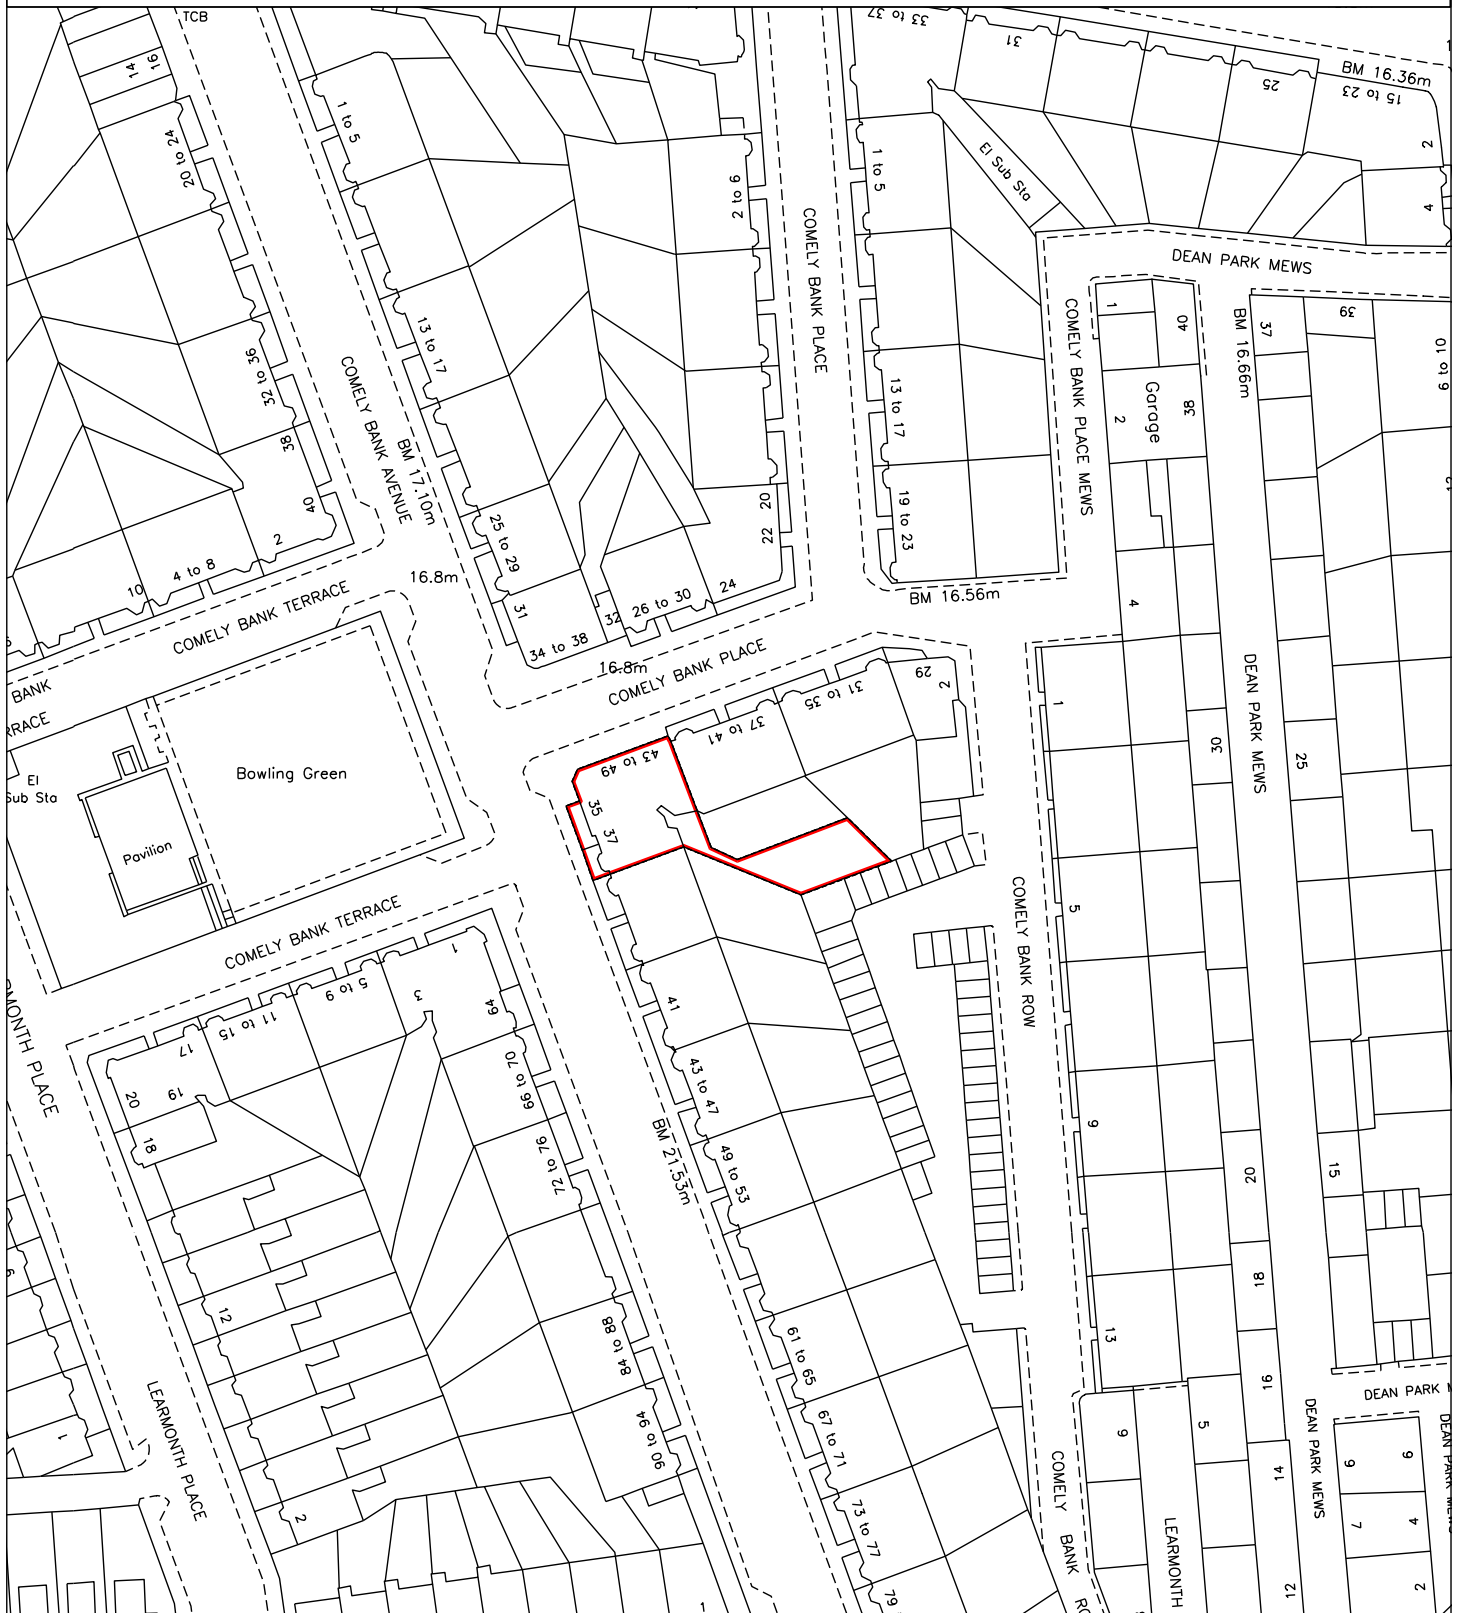 TCB
33 to 37
31
BM 16.36m
25
15 to 23
14
16
1 to 5
20 to 24
2 to 6
1 to 5
El Sub Sta
2
4
COMELY BANK PLACE
DEAN PARK MEWS
1
40
BM 16.66m
37
39
6 to 10
13 to 17
32 to 36
COMELY BANK AVENUE
BM 17.10m
38
40
2
13 to 17
COMELY BANK PLACE MEWS
Garage
2
38
25 to 29
20
22
19 to 23
10
4 to 8
16.8m
31
34 to 38
32
26 to 30
24
BM 16.56m
4
COMELY BANK TERRACE
16.8m
COMELY BANK PLACE
BANK
RRACE
El
Sub Sta
Bowling Green
Pavilion
43 to 49
37 to 41
31 to 35
29
2
35
37
1
30
DEAN PARK MEWS
25
COMELY BANK TERRACE
1
3
5 to 9
11 to 15
17
19
20
18
64
66 to 70
72 to 76
41
43 to 47
49 to 53
BM 21.53m
COMELY BANK ROW
5
9
20
15
RMONTH PLACE
12
84 to 88
90 to 94
61 to 65
67 to 71
73 to 77
79
13
18
16
14
12
LEARMONTH PLACE
1
2
1
COMELY BANK RO
9
5
LEARMONTH
DEAN PARK MEWS
DEAN PARK M
DEAN PARK MEWS
9
6
7
4
2